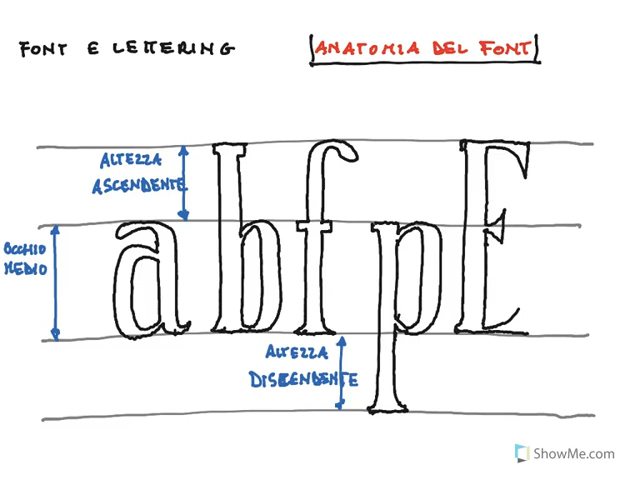 FONT E LETTERING
ANATOMIA DEL FONT
ALTEZZA
ASCENDENTE
OCCHIO
MEDIO
abfpE
ALTEZZA
DISCENDENTE
ShowMe.com